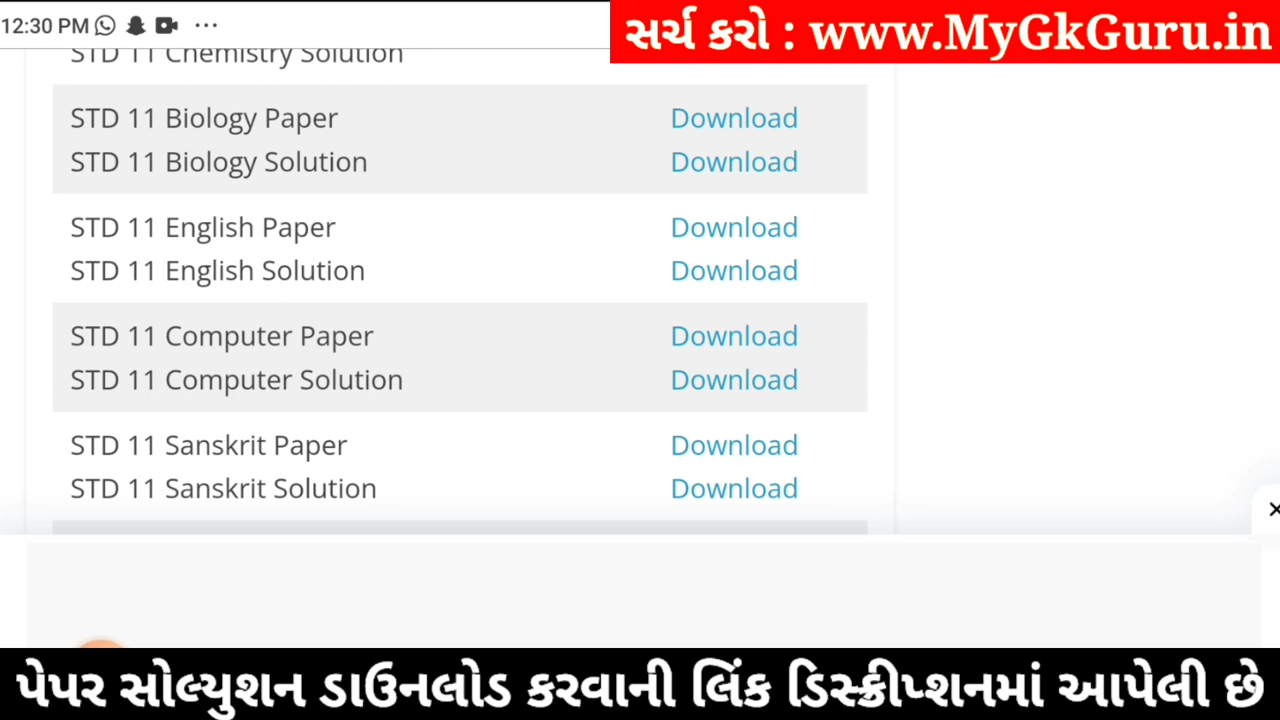 12:30 PM
સર્ચ કરો : www.MyGkGuru.in
STD 11 Chemistry Solution
STD 11 Biology Paper Download
STD 11 Biology Solution Download
STD 11 English Paper Download
STD 11 English Solution Download
STD 11 Computer Paper Download
STD 11 Computer Solution Download
STD 11 Sanskrit Paper Download
STD 11 Sanskrit Solution Download
પેપર સોલ્યુશન ડાઉનલોડ કરવાની લિંક ડિસ્ક્રીપ્શનમાં આપેલી છે